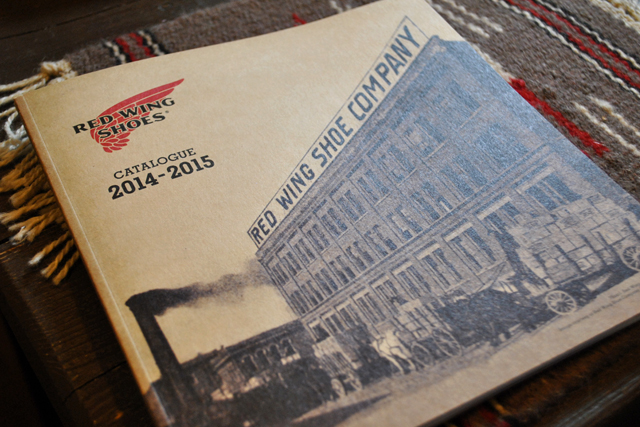 RED WING
SHOES®
CATALOGUE
2014-2015
RED WING SHOE COMPANY